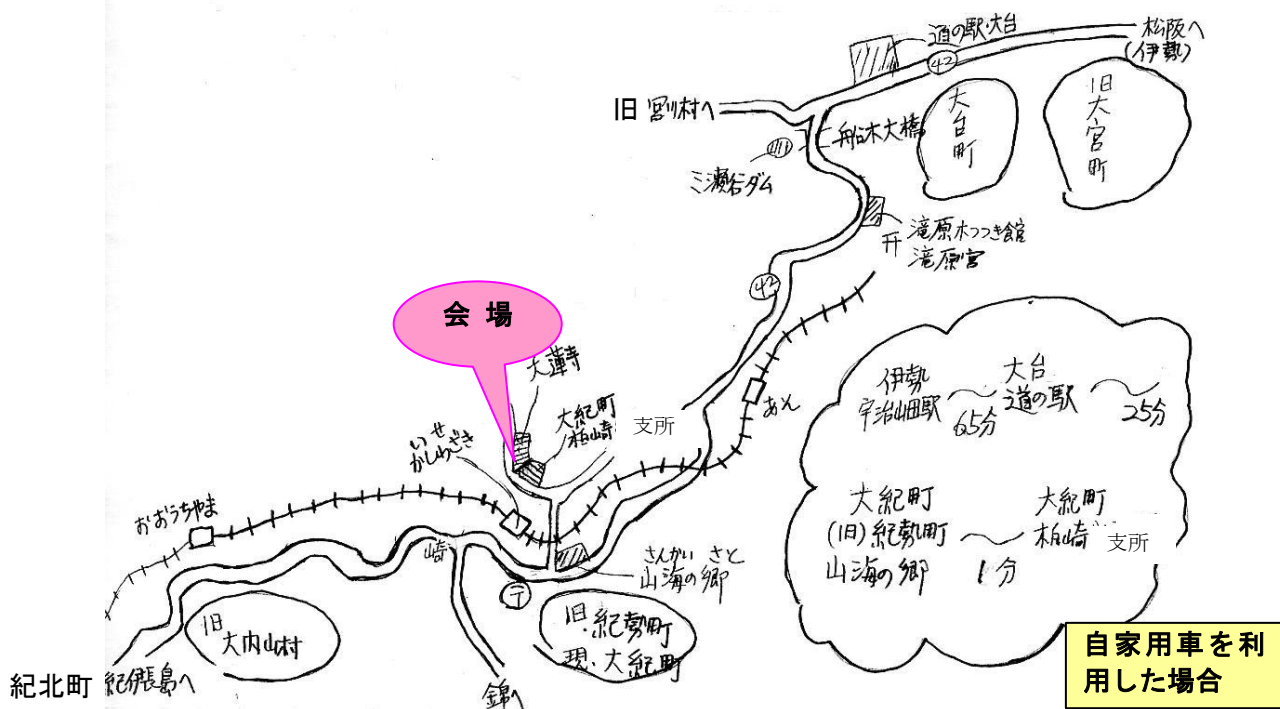 道の駅・大台
松阪へ
(伊勢)
42
旧 宮川村へ
船木大橋
大台町
旧大宮町
三瀬谷ダム
滝原木つつき館
滝原宮
42
会 場
大蓮寺
大紀町
柏崎 支所
あそ
いせ
かしわざき
おおうちやま
崎
さんかい さと
山海の郷
〒
旧
大内山村
旧・紀勢町
現・大紀町
紀北町 紀伊長島へ
錦へ
伊勢
宇治山田駅 〜 65分
大台
道の駅 〜 25分
大紀町
(旧)紀勢町
山海の郷 〜 1分
大紀町
柏崎 支所
自家用車を利
用した場合